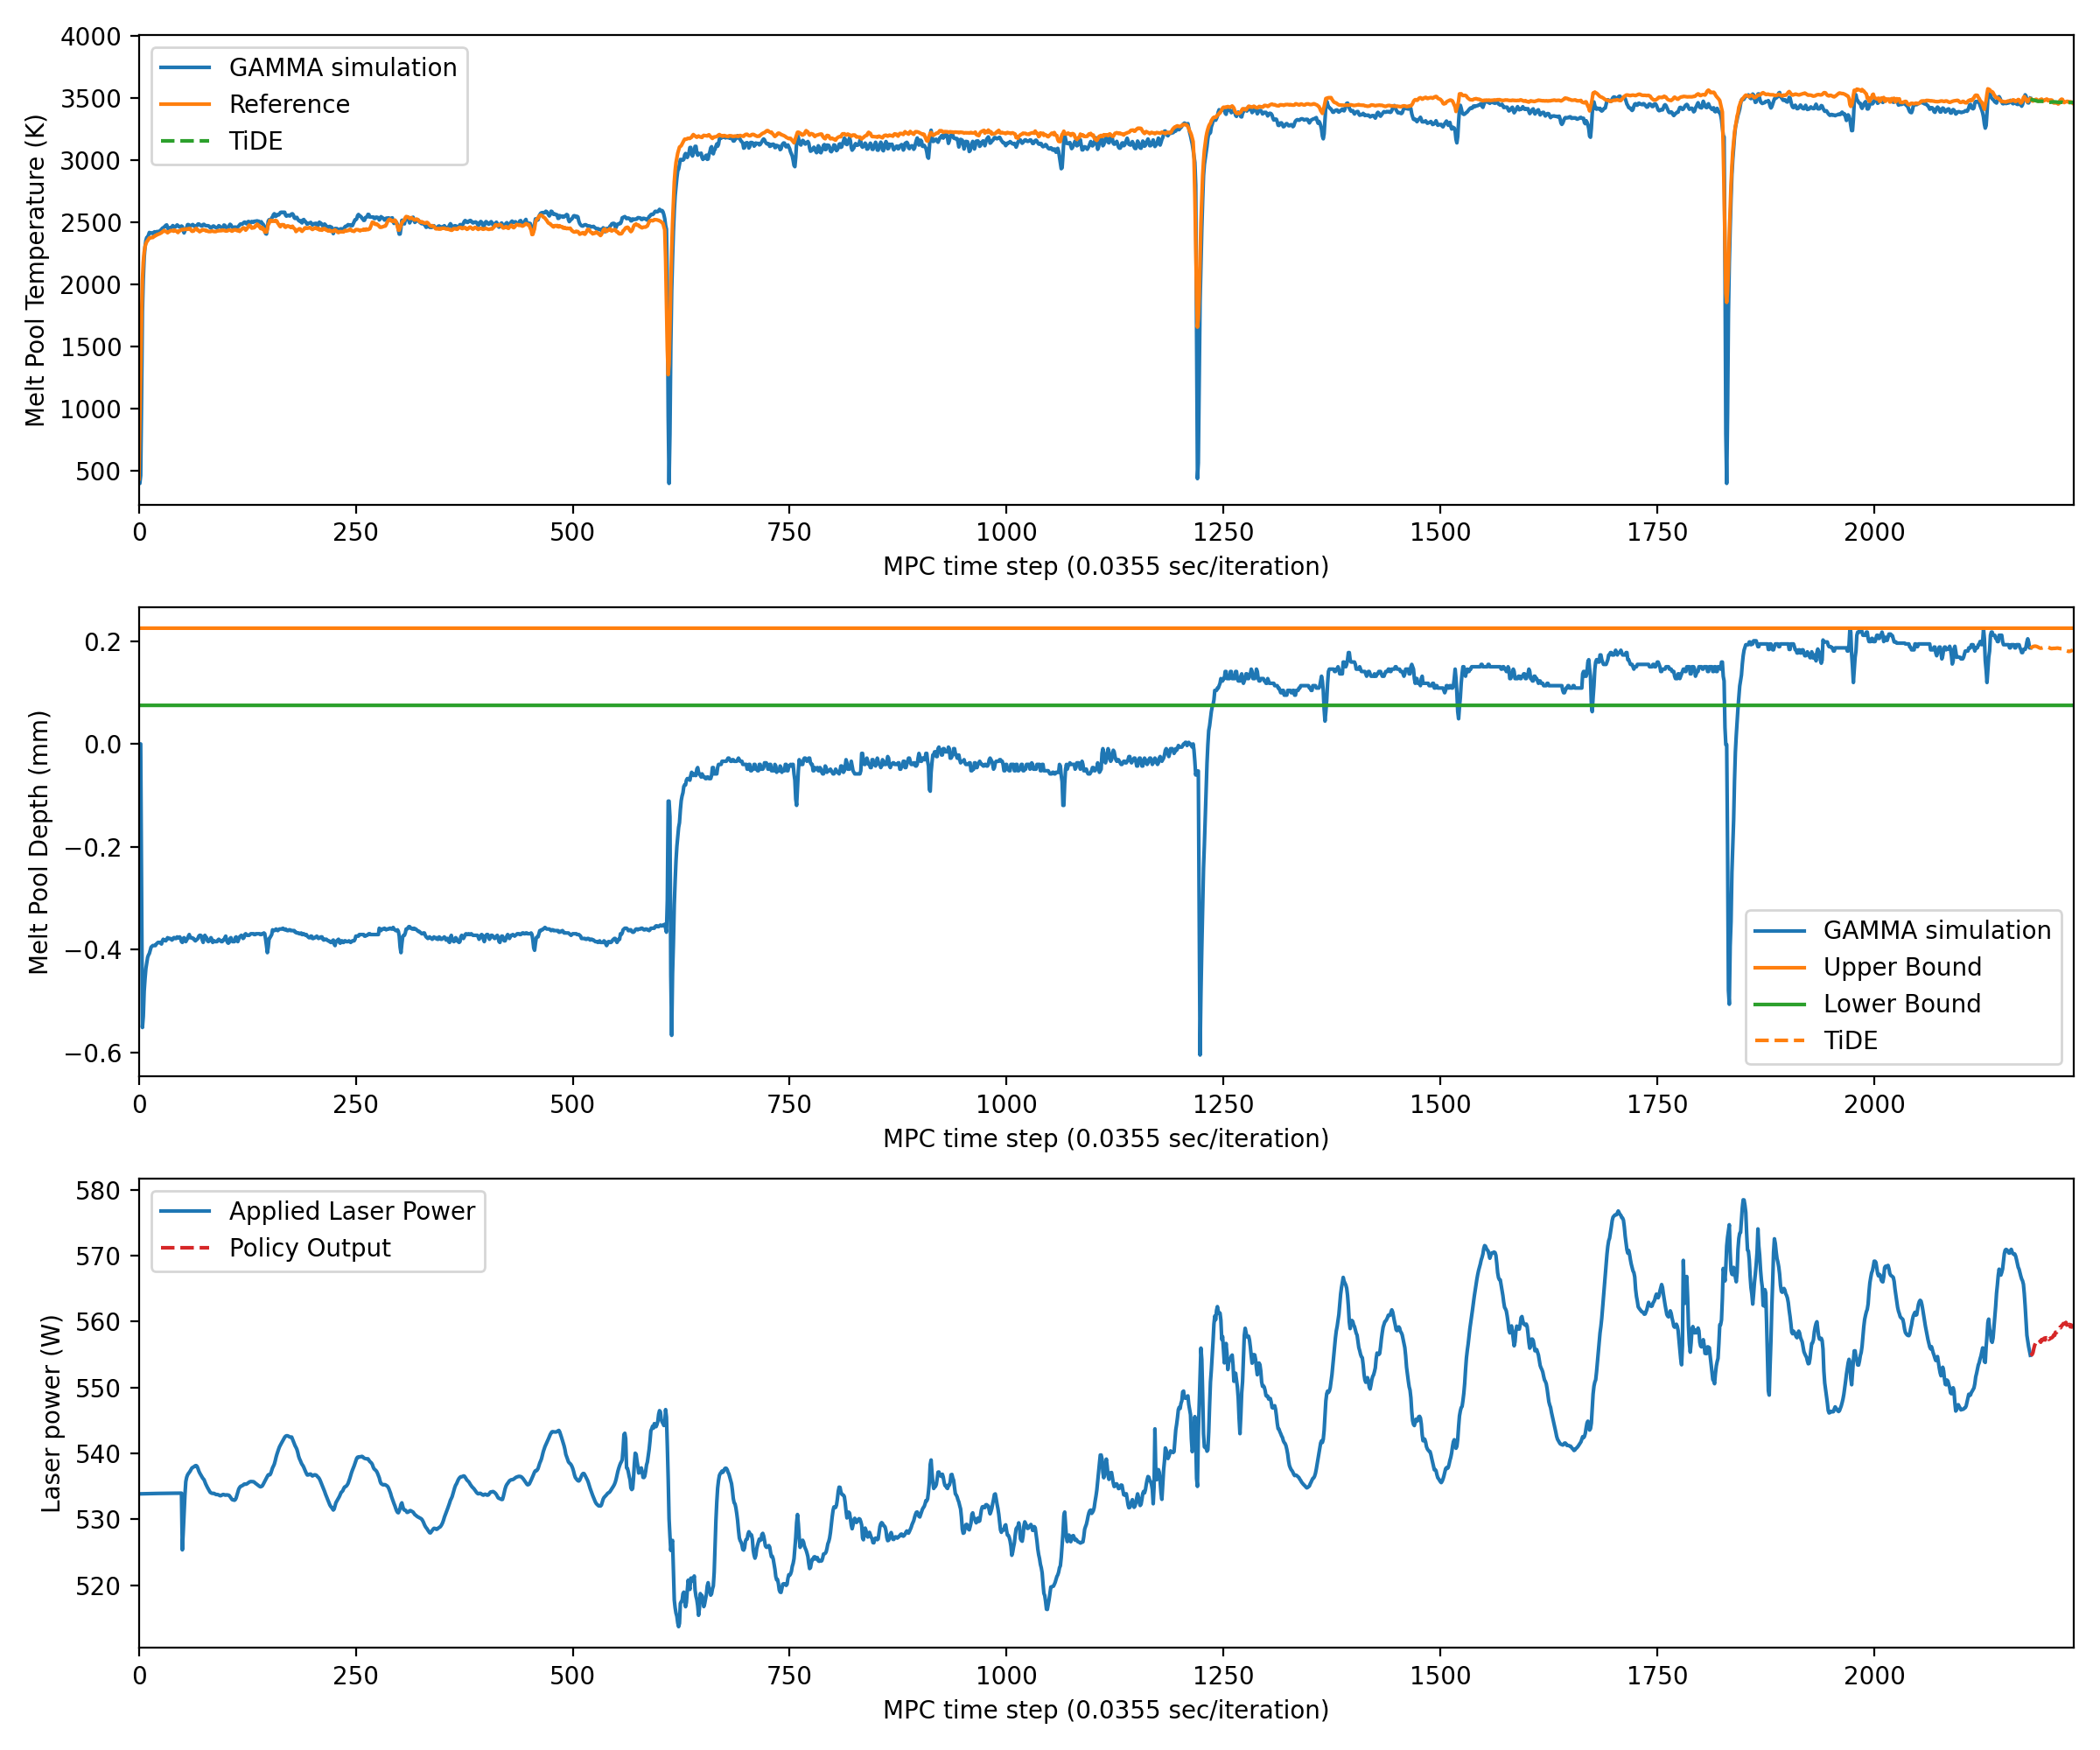 4000
3500
3000
2500
2000
1500
1000
500
Melt Pool Temperature (K)
GAMMA simulation
Reference
TiDE
0 250 500 750 1000 1250 1500 1750 2000
MPC time step (0.0355 sec/iteration)
0.2
0.0
−0.2
−0.4
−0.6
Melt Pool Depth (mm)
GAMMA simulation
Upper Bound
Lower Bound
TiDE
0 250 500 750 1000 1250 1500 1750 2000
MPC time step (0.0355 sec/iteration)
580
570
560
550
540
530
520
Laser power (W)
Applied Laser Power
Policy Output
0 250 500 750 1000 1250 1500 1750 2000
MPC time step (0.0355 sec/iteration)